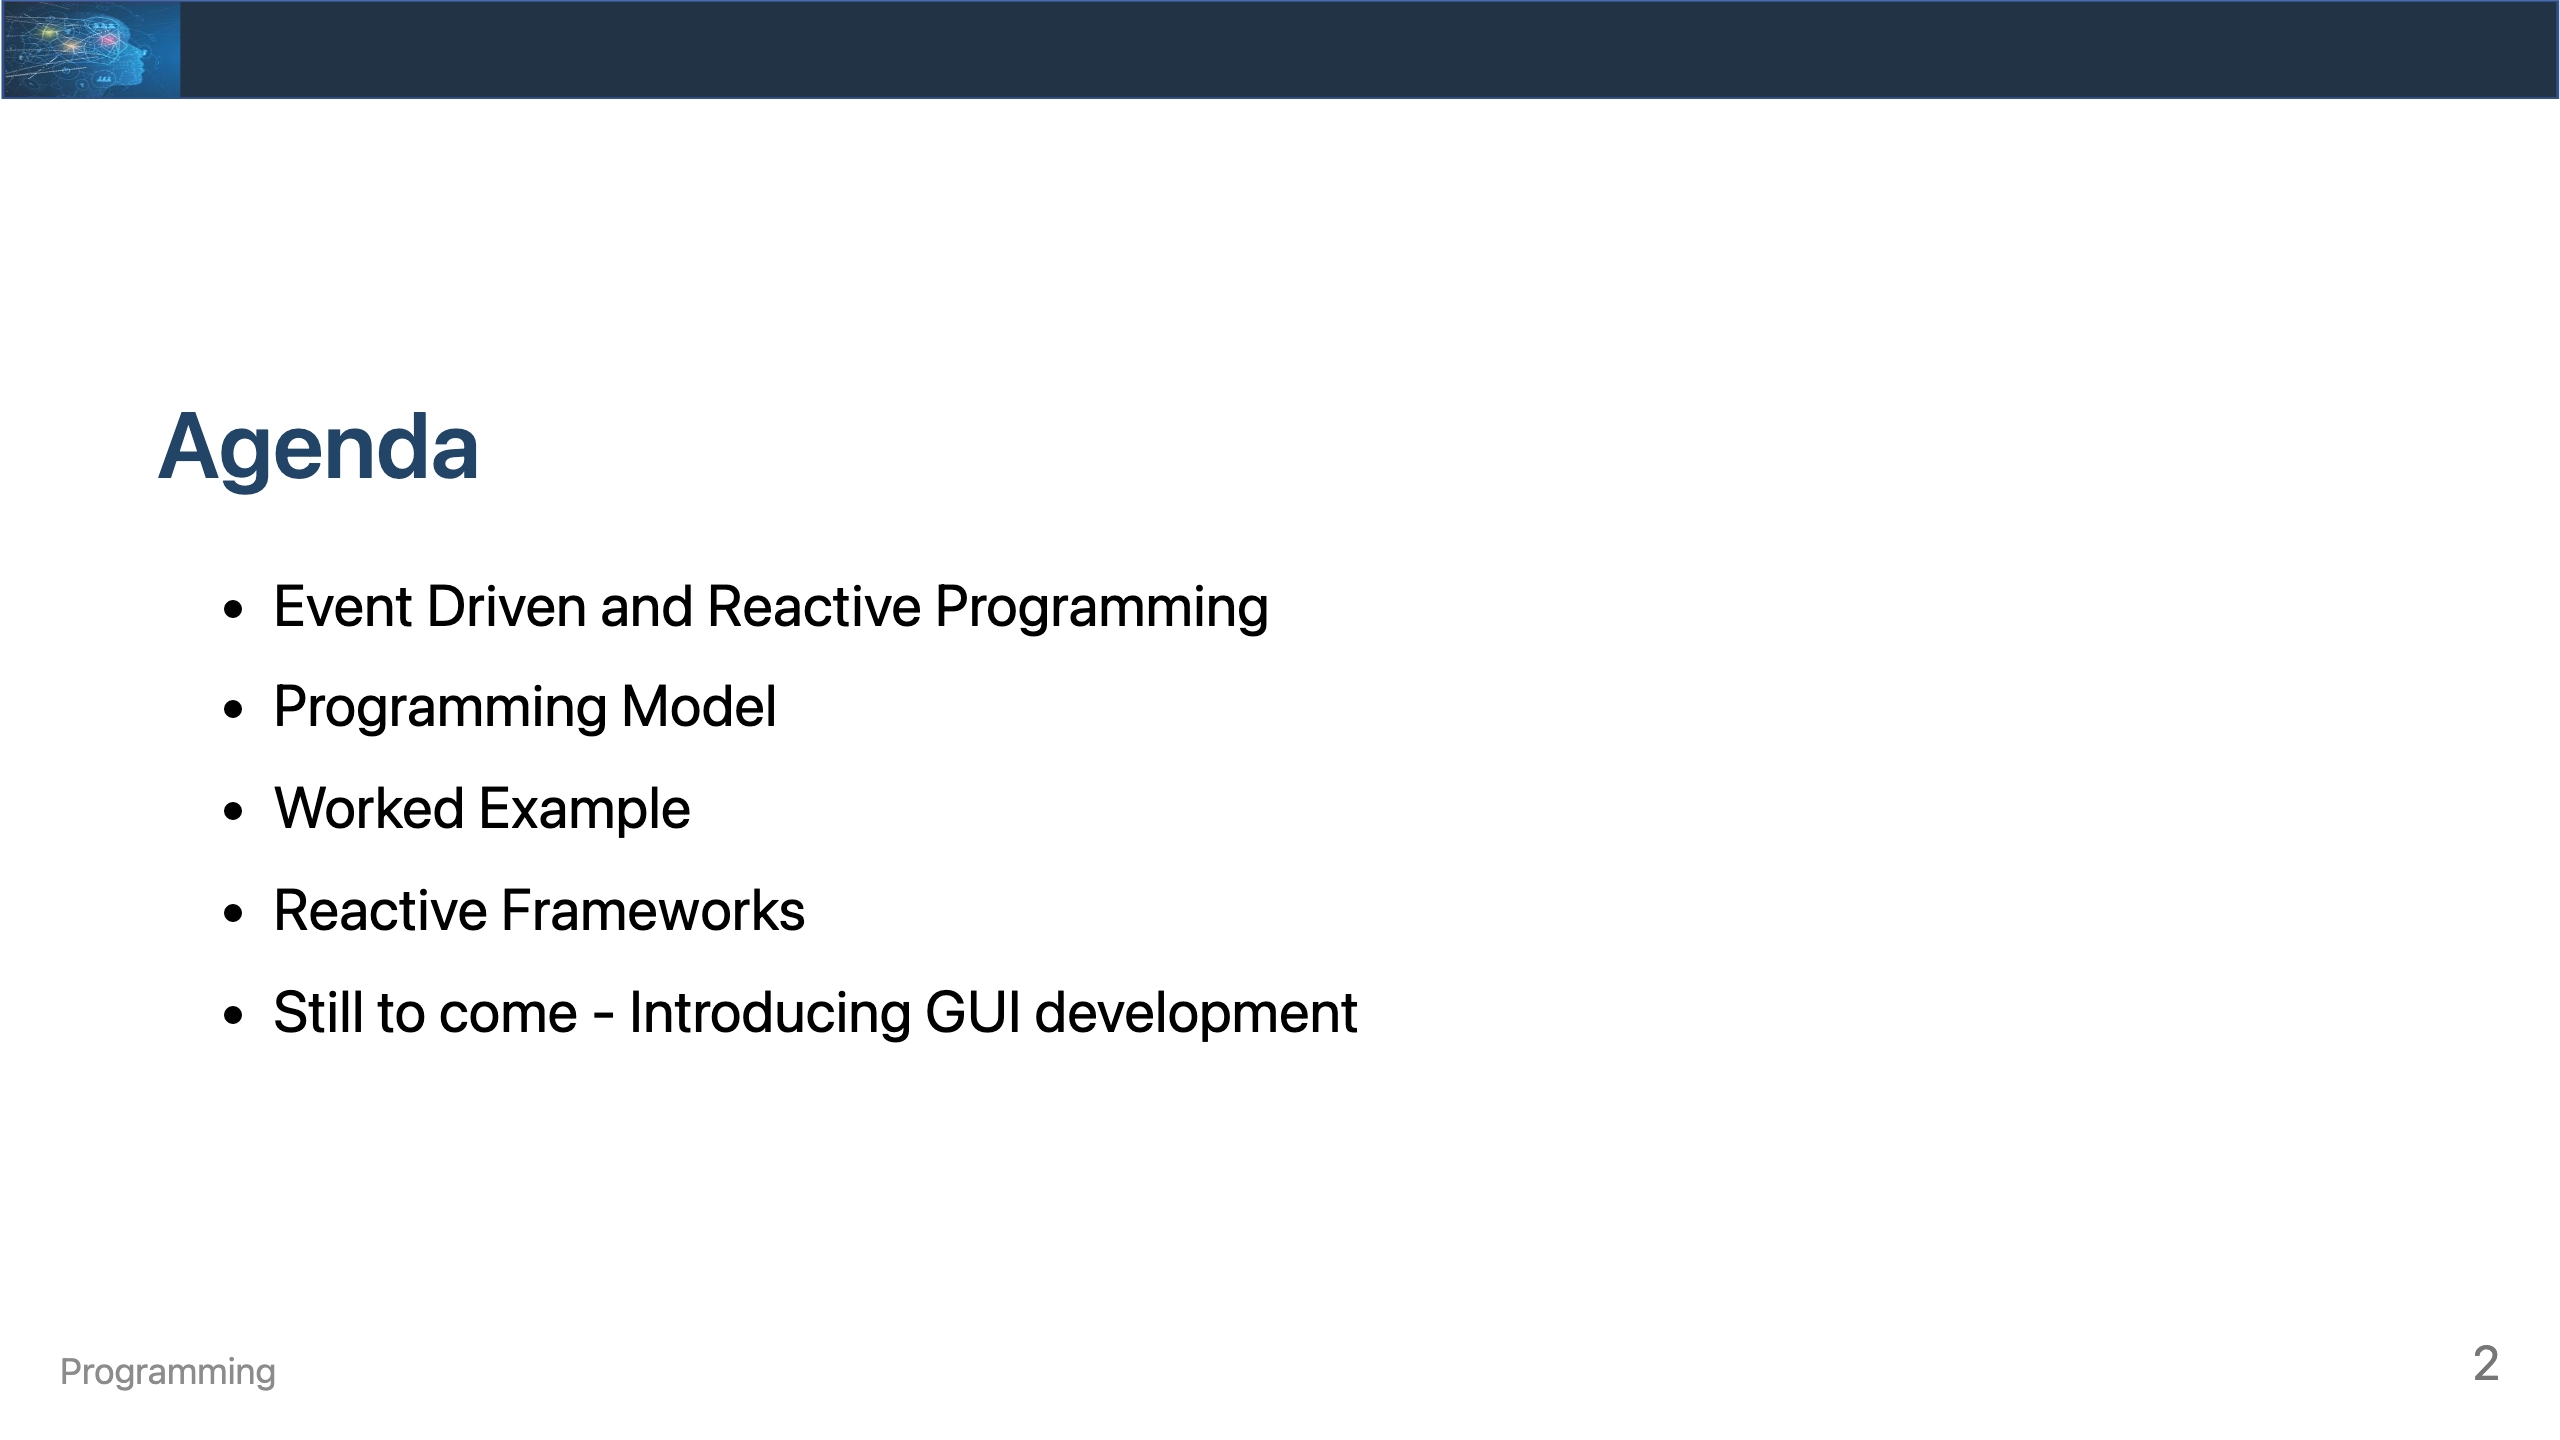 Agenda
• Event Driven and Reactive Programming
• Programming Model
• Worked Example
• Reactive Frameworks
• Still to come - Introducing GUI development
Programming
2